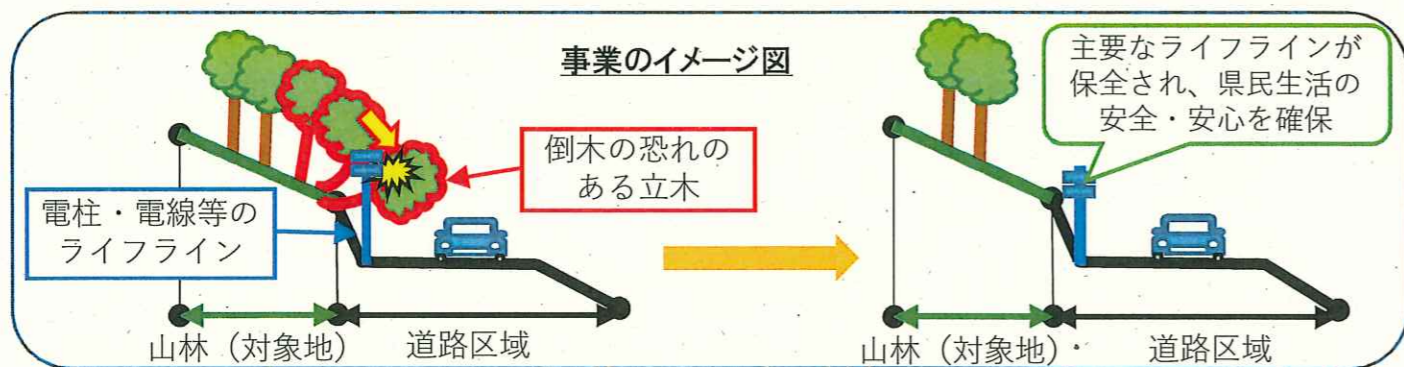 事業のイメージ図
主要なライフラインが
保全され、県民生活の
安全・安心を確保
倒木の恐れの
ある立木
電柱・電線等の
ライフライン
山林（対象地）
道路区域
山林（対象地）
道路区域